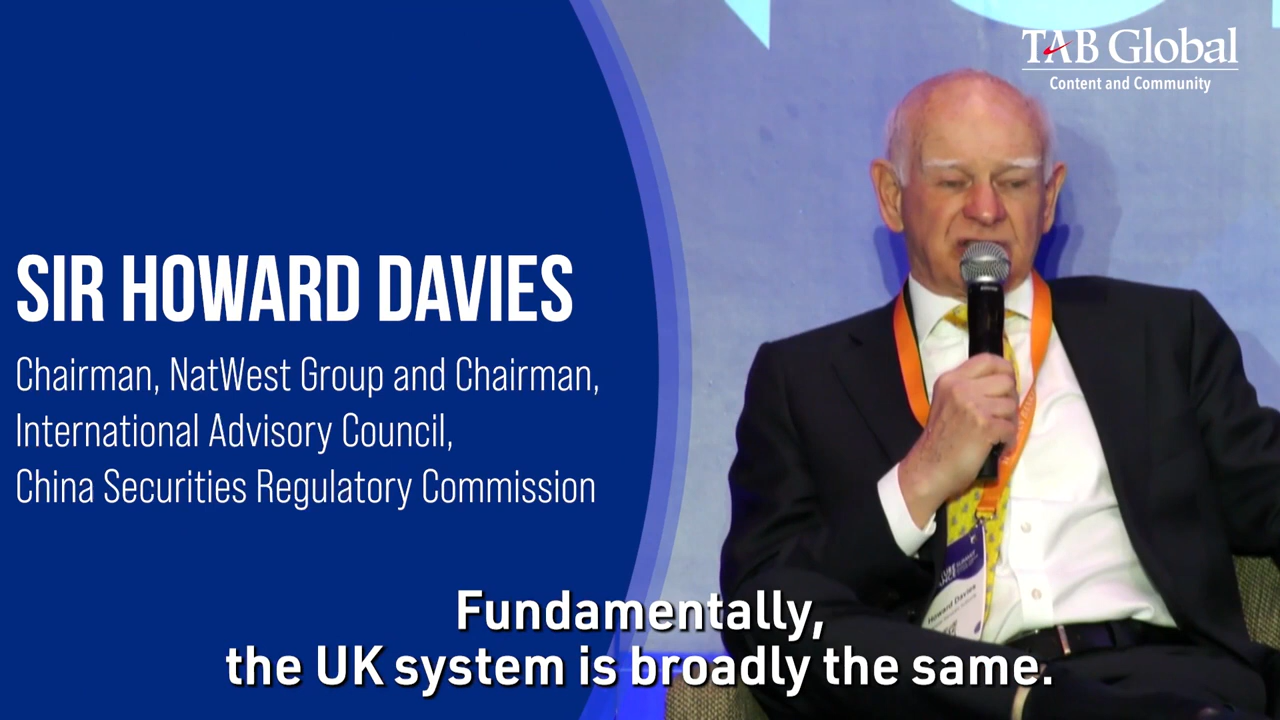 TAB Global
Content and Community
SIR HOWARD DAVIES
Chairman, NatWest Group and Chairman,
International Advisory Council,
China Securities Regulatory Commission
Howard Davies
Fundamentally,
the UK system is broadly the same.